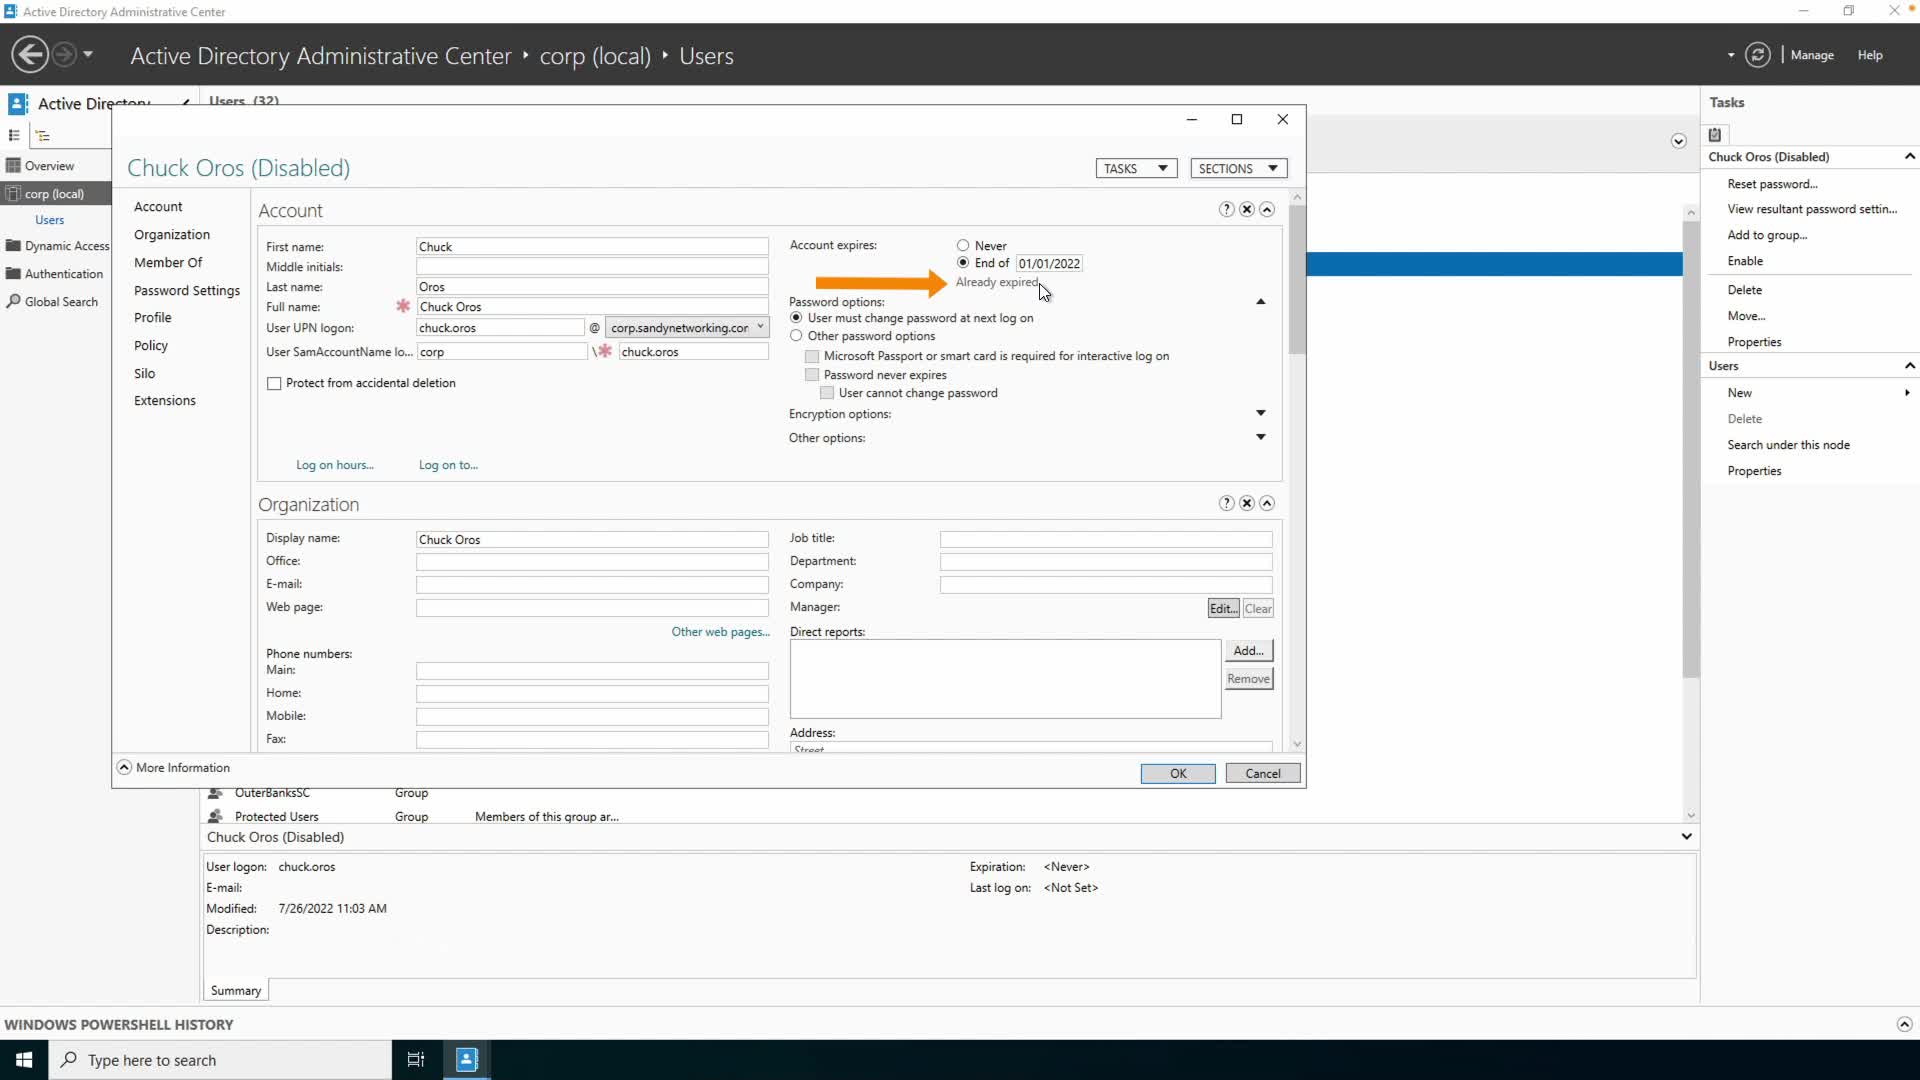 Active Directory Administrative Center
Active Directory Administrative Center • corp (local) • Users
Manage
Help
Active Directory
Users (32)
Overview
corp (local)
Users
Dynamic Access
Authentication
Global Search
Chuck Oros (Disabled)
TASKS
SECTIONS
Account
Organization
Member Of
Password Settings
Profile
Policy
Silo
Extensions
Account
First name: Chuck
Middle initials:
Last name: Oros
Full name: * Chuck Oros
User UPN logon: chuck.oros @ corp.sandynetworking.cor
User SamAccountName lo... corp \ * chuck.oros
Protect from accidental deletion
Log on hours...
Log on to...
Account expires:
Never
End of 01/01/2022
Already expired
Password options:
User must change password at next log on
Other password options
Microsoft Passport or smart card is required for interactive log on
Password never expires
User cannot change password
Encryption options:
Other options:
Organization
Display name: Chuck Oros
Office:
E-mail:
Web page:
Other web pages...
Phone numbers:
Main:
Home:
Mobile:
Fax:
Job title:
Department:
Company:
Manager:
Edit... Clear
Direct reports:
Add...
Remove
Address:
Street
More Information
OK
Cancel
OuterBanksSC Group
Protected Users Group Members of this group ar...
Chuck Oros (Disabled)
User logon: chuck.oros
E-mail:
Modified: 7/26/2022 11:03 AM
Description:
Expiration: <Never>
Last log on: <Not Set>
Summary
Tasks
Chuck Oros (Disabled)
Reset password...
View resultant password settin...
Add to group...
Enable
Delete
Move...
Properties
Users
New
Delete
Search under this node
Properties
WINDOWS POWERSHELL HISTORY
Type here to search